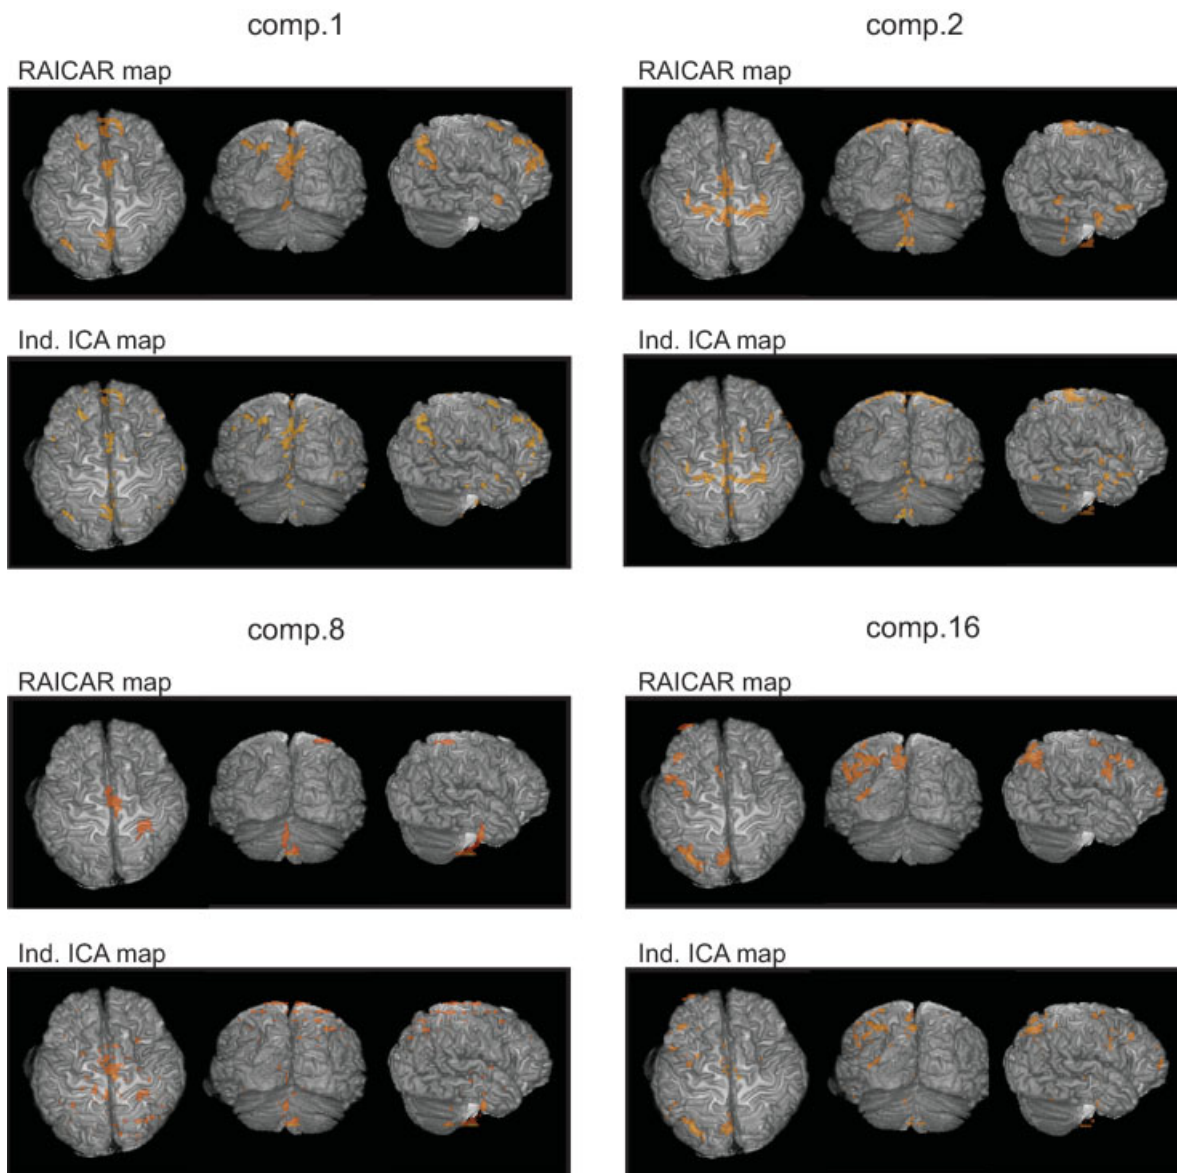 comp.1
comp.2
RAICAR map
RAICAR map
Ind. ICA map
Ind. ICA map
comp.8
comp.16
RAICAR map
RAICAR map
Ind. ICA map
Ind. ICA map